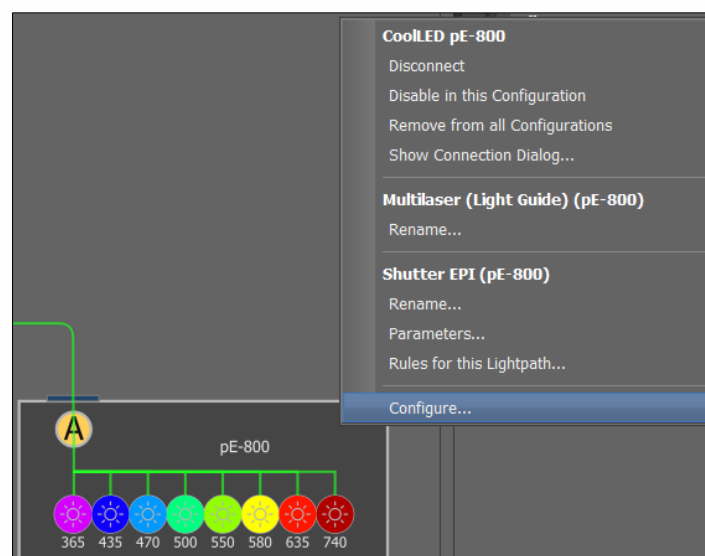 CoolLED pE-800
Disconnect
Disable in this Configuration
Remove from all Configurations
Show Connection Dialog...
Multilaser (Light Guide) (pE-800)
Rename...
Shutter EPI (pE-800)
Rename...
Parameters...
Rules for this Lightpath...
Configure...
A
pE-800
365 435 470 500 550 580 635 740